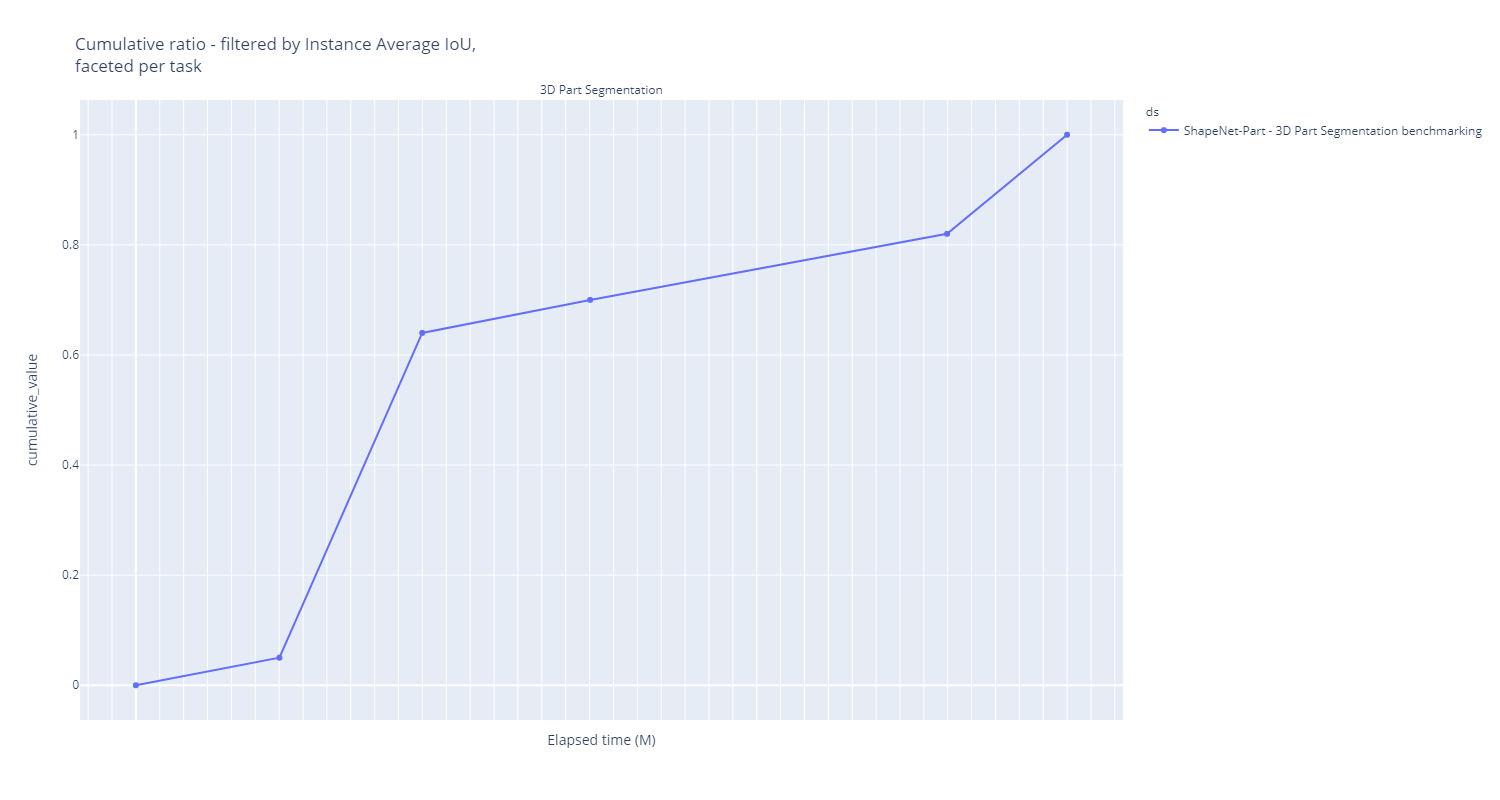 Cumulative ratio - filtered by Instance Average IoU,
faceted per task
3D Part Segmentation
ds
ShapeNet-Part - 3D Part Segmentation benchmarking
1
0.8
0.6
0.4
0.2
0
cumulative_value
Elapsed time (M)